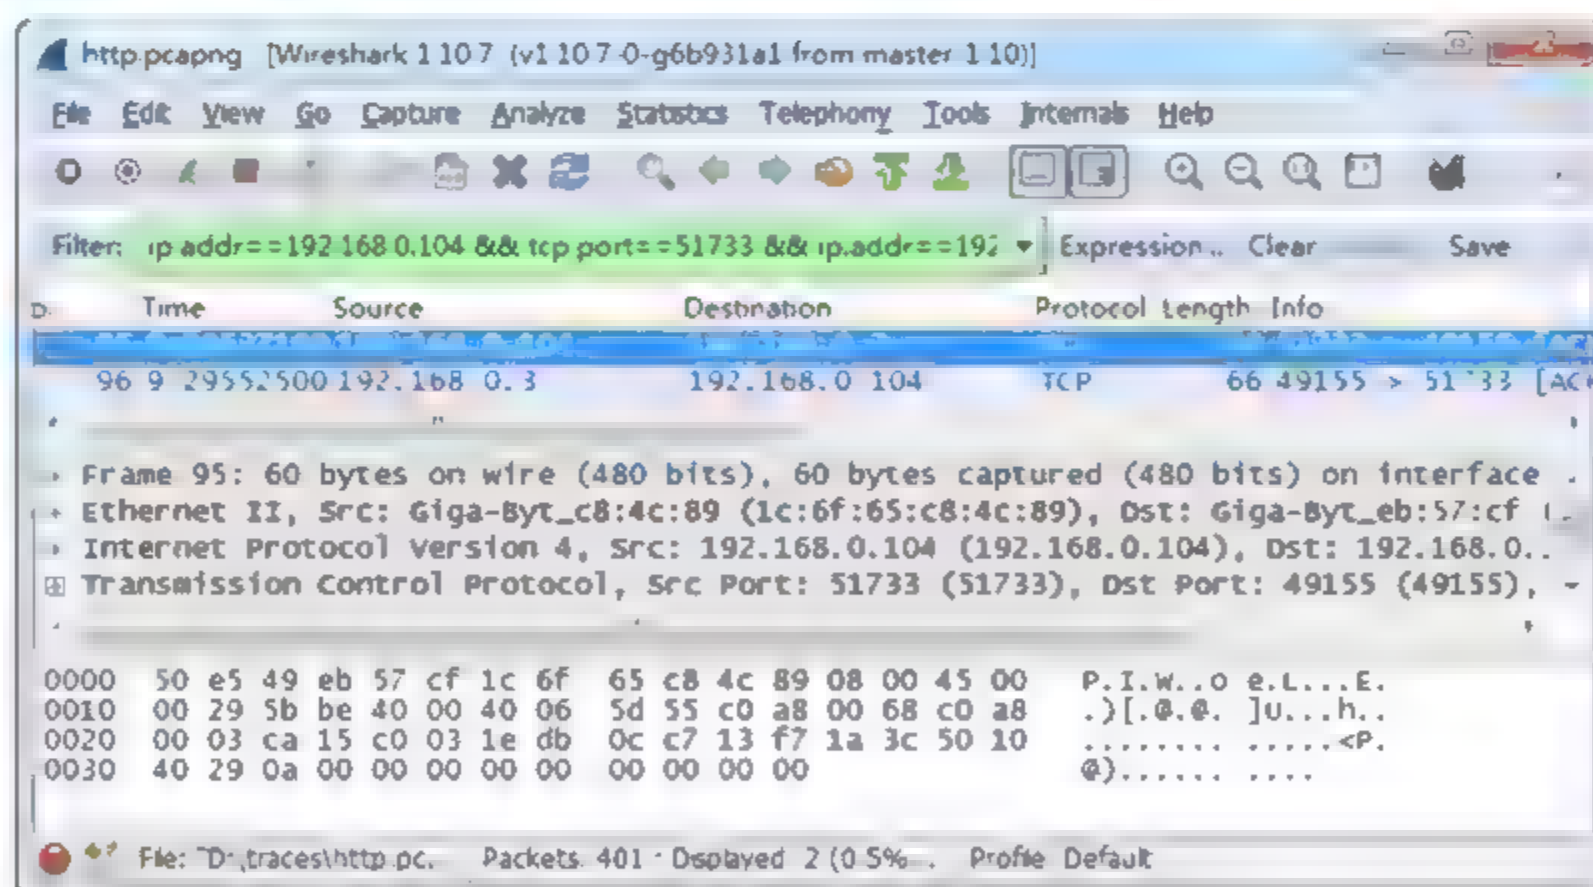 http.pcapng [Wireshark 1.10.7 (v1.10.7-0-g6b931a1 from master-1.10)]
File Edit View Go Capture Analyze Statistics Telephony Tools Internals Help
Filter: ip.addr==192.168.0.104 && tcp.port==51733 && ip.addr==192 Expression... Clear Save
Time Source Destination Protocol Length Info
96 9.29552500 192.168.0.3 192.168.0.104 TCP 66 49155 > 51733 [ACK
Frame 95: 60 bytes on wire (480 bits), 60 bytes captured (480 bits) on interface
Ethernet II, Src: Giga-Byt_c8:4c:89 (1c:6f:65:c8:4c:89), Dst: Giga-Byt_eb:57:cf (
Internet Protocol Version 4, Src: 192.168.0.104 (192.168.0.104), Dst: 192.168.0..
Transmission Control Protocol, Src Port: 51733 (51733), Dst Port: 49155 (49155),
0000 50 e5 49 eb 57 cf 1c 6f 65 c8 4c 89 08 00 45 00 P.I.W..o e.L...E.
0010 00 29 5b be 40 00 40 06 5d 55 c0 a8 00 68 c0 a8 .)[.@.@. ]U...h..
0020 00 03 ca 15 c0 03 1e db 0c c7 13 f7 1a 3c 50 10 ........ .....<P.
0030 40 29 0a 00 00 00 00 00 00 00 00 00 @)...... ....
File: "D:\traces\http.pc... Packets: 401 · Displayed: 2 (0.5%... Profile: Default